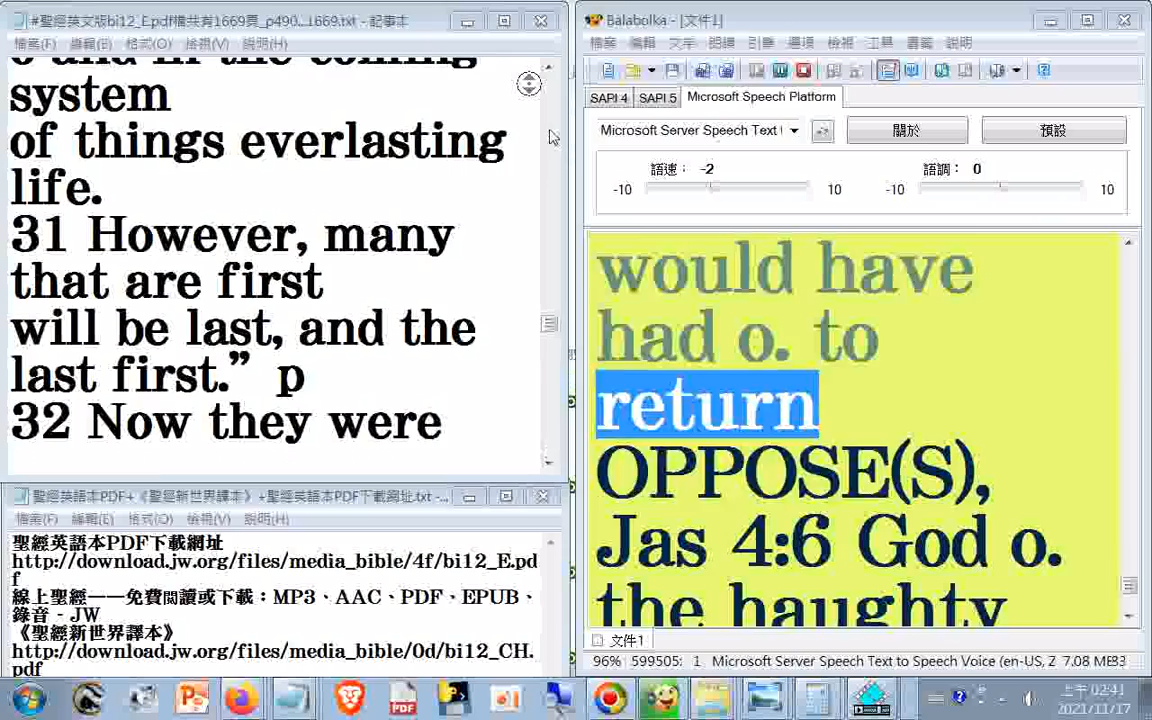 #聖經英文版bi12_E.pdf檔共有1669頁_p490...1669.txt - 記事本
檔案(F) 編輯(E) 格式(O) 檢視(V) 說明(H)
6 and in the coming
system
of things everlasting
life.
31 However, many
that are first
will be last, and the
last first.” p
32 Now they were
聖經英語本PDF+《聖經新世界譯本》+聖經英語本PDF下載網址.txt - ...
檔案(F) 編輯(E) 格式(O) 檢視(V) 說明(H)
聖經英語本PDF下載網址
http://download.jw.org/files/media_bible/4f/bi12_E.pd
f
線上聖經——免費閱讀或下載：MP3、AAC、PDF、EPUB、
錄音 - JW
《聖經新世界譯本》
http://download.jw.org/files/media_bible/0d/bi12_CH.
pdf
Balabolka - [文件1]
檔案 編輯 文字 朗讀 引擎 選項 檢視 工具 書籤 說明
SAPI 4 SAPI 5 Microsoft Speech Platform
Microsoft Server Speech Text 關於 預設
語速： -2 語調： 0
-10 10 -10 10
would have
had o. to
return
OPPOSE(S),
Jas 4:6 God o.
the haughty
文件1
96% 599505: 1 Microsoft Server Speech Text to Speech Voice (en-US, Z 7.08 MB
上午 02:41
2021/11/17